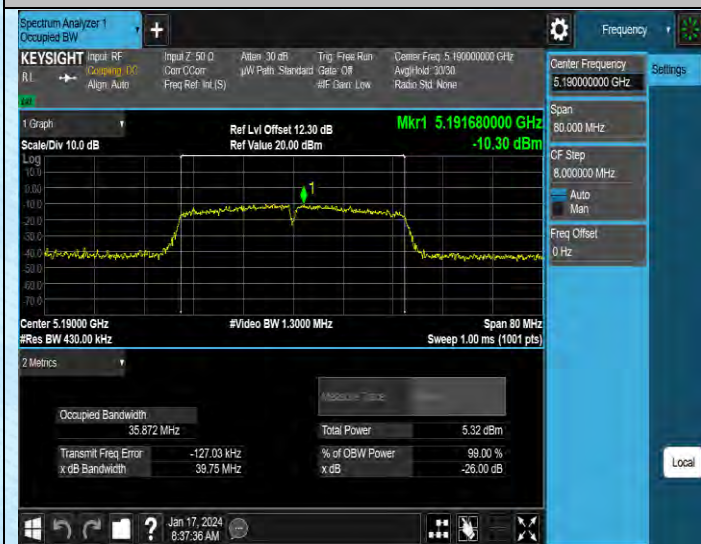 Spectrum Analyzer 1
Occupied BW
+
Frequency
KEYSIGHT
Input: RF
Coupling: DC
Align: Auto
Input Z: 50 Ω
Corr CCorr
Freq Ref: Int (S)
Atten: 30 dB
µW Path: Standard
Trig: Free Run
Gate: Off
#IF Gain: Low
Center Freq: 5.190000000 GHz
Avg|Hold: 30/30
Radio Std: None
Center Frequency
5.190000000 GHz
Settings
Span
80.000 MHz
CF Step
8.000000 MHz
Auto
Man
Freq Offset
0 Hz
Local
1 Graph
Scale/Div 10.0 dB
Ref Lvl Offset 12.30 dB
Ref Value 20.00 dBm
Mkr1 5.191680000 GHz
-10.30 dBm
Log
10.0
0.00
-10.0
-20.0
-30.0
-40.0
-50.0
-60.0
-70.0
1
Center 5.19000 GHz
#Res BW 430.00 kHz
#Video BW 1.3000 MHz
Span 80 MHz
Sweep 1.00 ms (1001 pts)
2 Metrics
Measure Trace
Occupied Bandwidth
35.872 MHz
Total Power 5.32 dBm
Transmit Freq Error -127.03 kHz
% of OBW Power 99.00 %
x dB Bandwidth 39.75 MHz
x dB -26.00 dB
?
Jan 17, 2024
8:37:36 AM